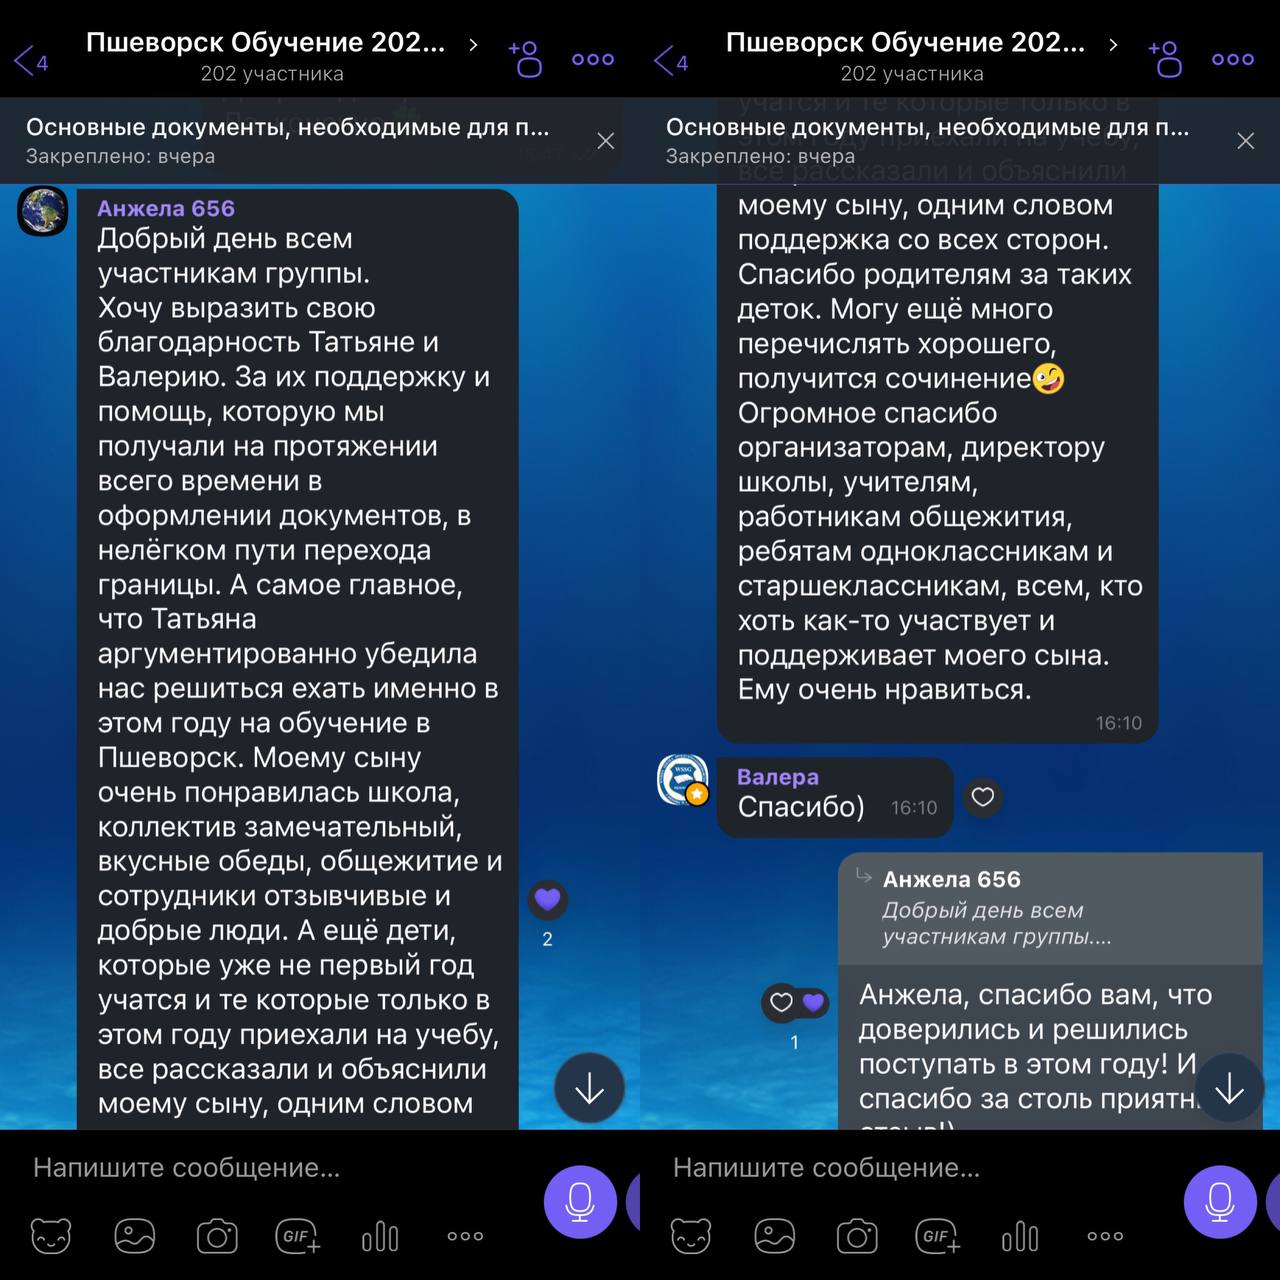 4
Пшеворск Обучение 202...
202 участника
Основные документы, необходимые для п...
Закреплено: вчера
Анжела 656
Добрый день всем
участникам группы.
Хочу выразить свою
благодарность Татьяне и
Валерию. За их поддержку и
помощь, которую мы
получали на протяжении
всего времени в
оформлении документов, в
нелёгком пути перехода
границы. А самое главное,
что Татьяна
аргументированно убедила
нас решиться ехать именно в
этом году на обучение в
Пшеворск. Моему сыну
очень понравилась школа,
коллектив замечательный,
вкусные обеды, общежитие и
сотрудники отзывчивые и
добрые люди. А ещё дети,
которые уже не первый год
учатся и те которые только в
этом году приехали на учебу,
все рассказали и объяснили
моему сыну, одним словом
2
Напишите сообщение...
GIF
4
Пшеворск Обучение 202...
202 участника
учатся и те которые только в
Основные документы, необходимые для п...
Закреплено: вчера
все рассказали и объяснили
моему сыну, одним словом
поддержка со всех сторон.
Спасибо родителям за таких
деток. Могу ещё много
перечислять хорошего,
получится сочинение🤪
Огромное спасибо
организаторам, директору
школы, учителям,
работникам общежития,
ребятам одноклассникам и
старшеклассникам, всем, кто
хоть как-то участвует и
поддерживает моего сына.
Ему очень нравиться.
16:10
WSSG
Валера
Спасибо)
16:10
Анжела 656
Добрый день всем
участникам группы....
Анжела, спасибо вам, что
доверились и решились
поступать в этом году! И
спасибо за столь
1
Напишите сообщение...
GIF